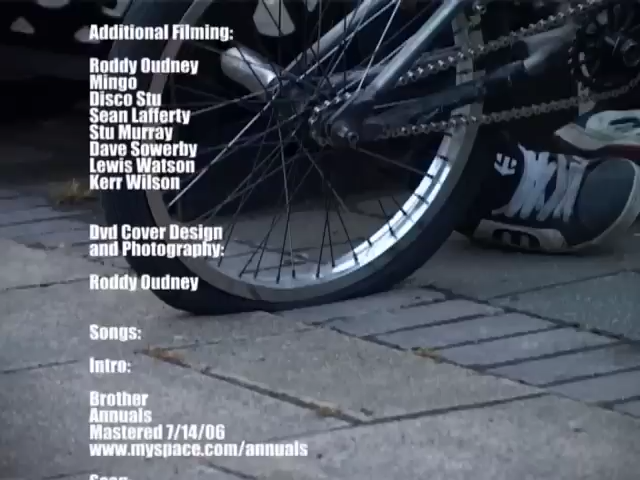 Additional Filming:
Roddy Oudney
Mingo
Disco Stu
Sean Lafferty
Stu Murray
Dave Sowerby
Lewis Watson
Kerr Wilson
Dvd Cover Design
and Photography:
Roddy Oudney
Songs:
Intro:
Brother
Annuals
Mastered 7/14/06
www.myspace.com/annuals